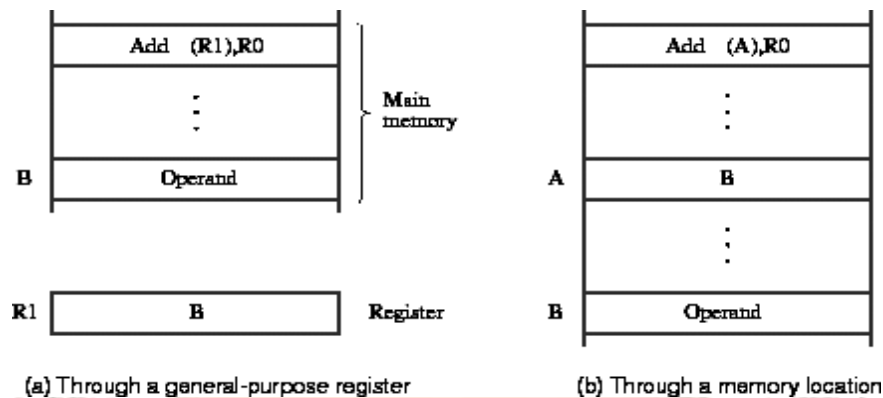 Add (R1),R0
Main
memory
B Operand
R1 B Register
(a) Through a general-purpose register
Add (A),R0
A B
B Operand
(b) Through a memory location